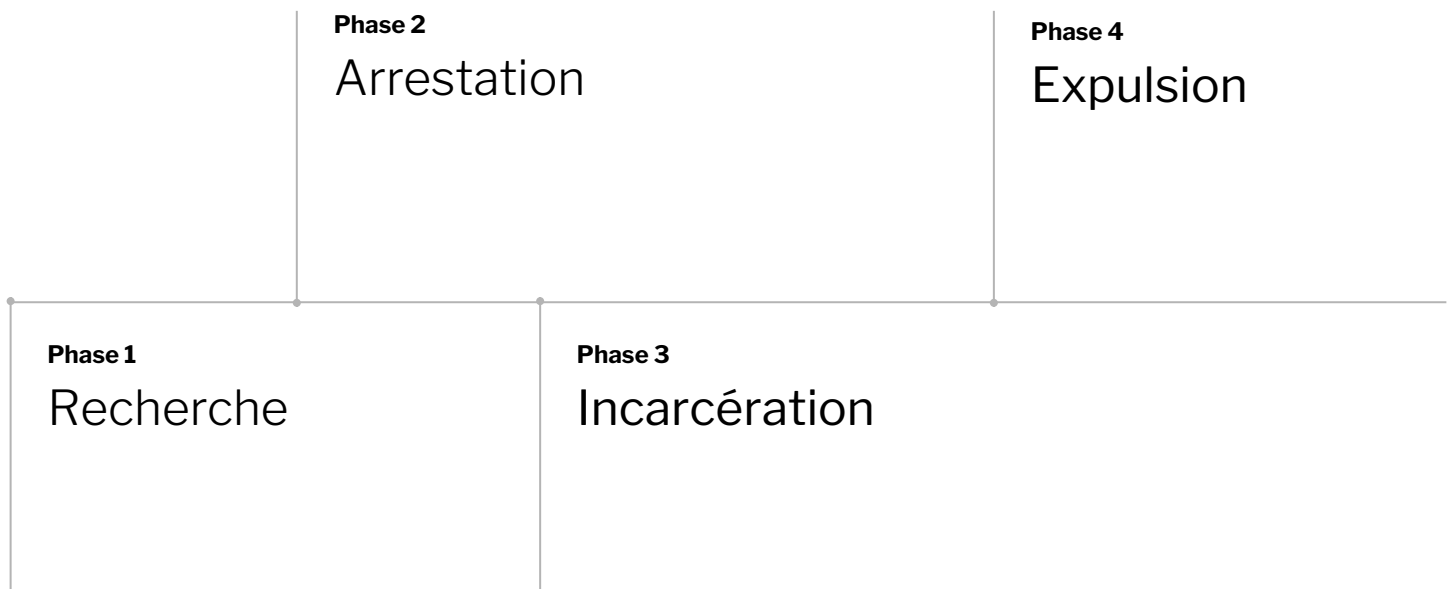 Phase 2
Arrestation
Phase 4
Expulsion
Phase 1
Recherche
Phase 3
Incarcération